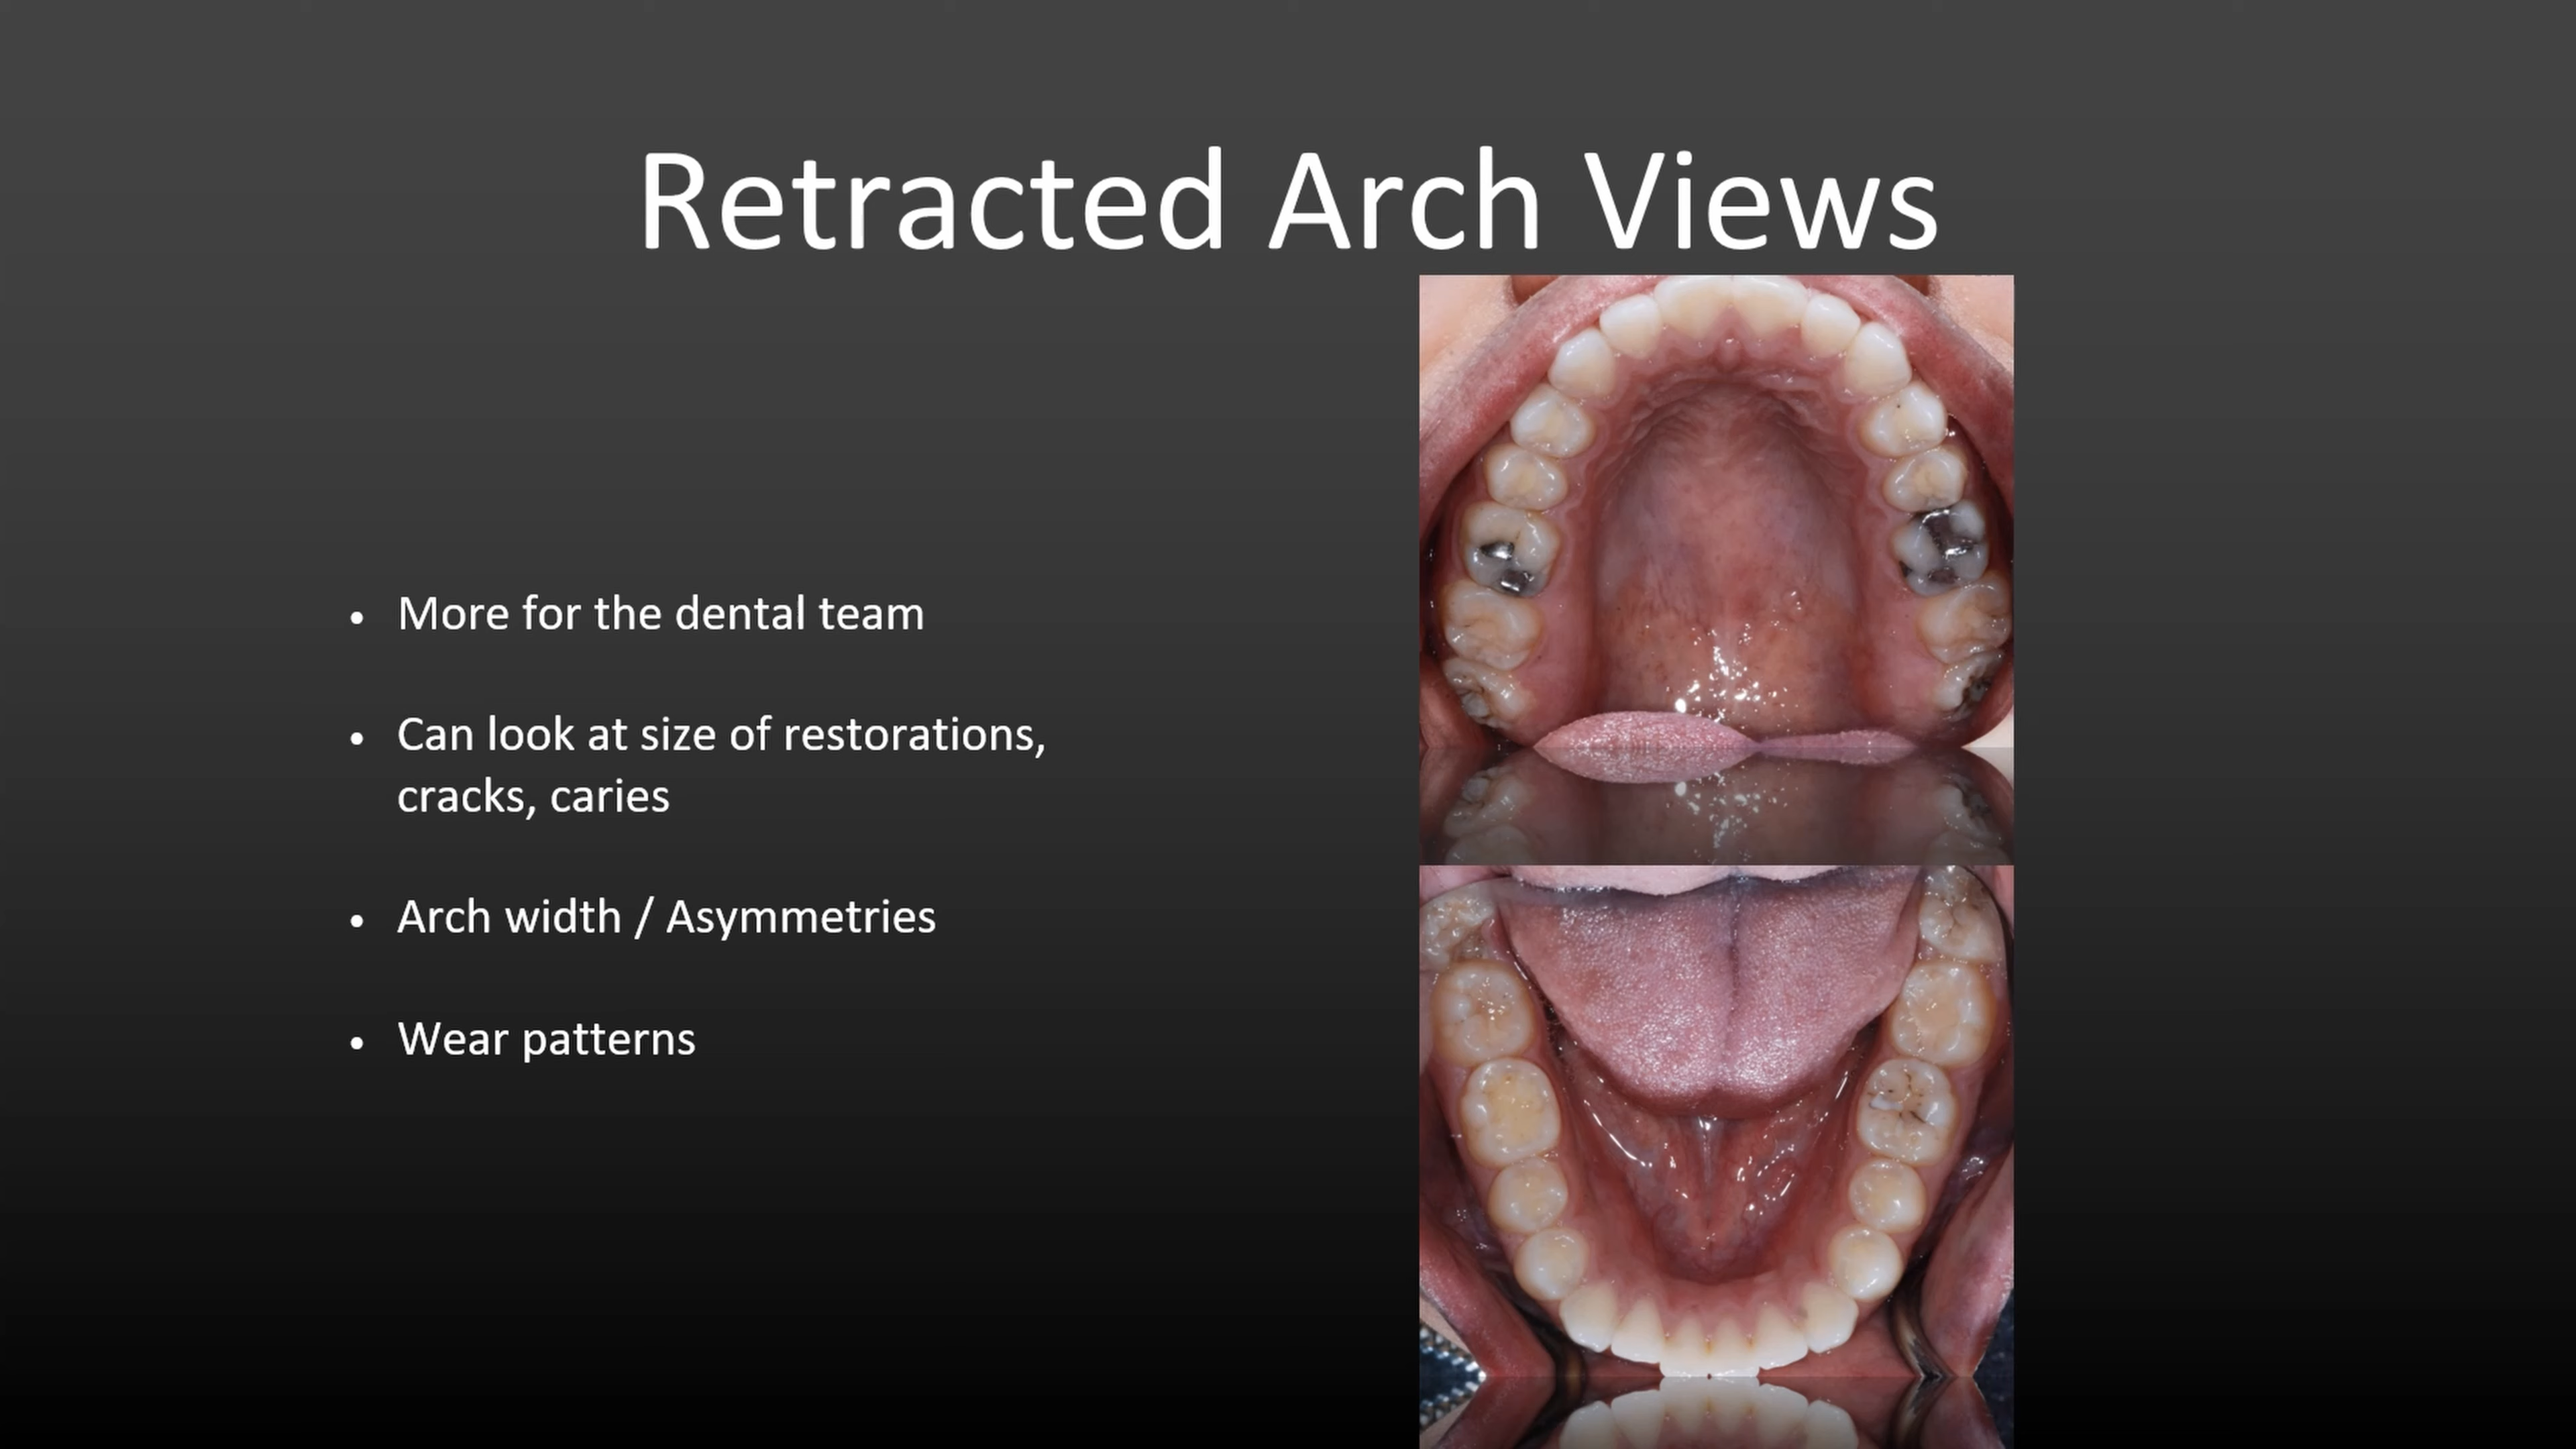 Retracted Arch Views
• More for the dental team
• Can look at size of restorations,
cracks, caries
• Arch width / Asymmetries
• Wear patterns